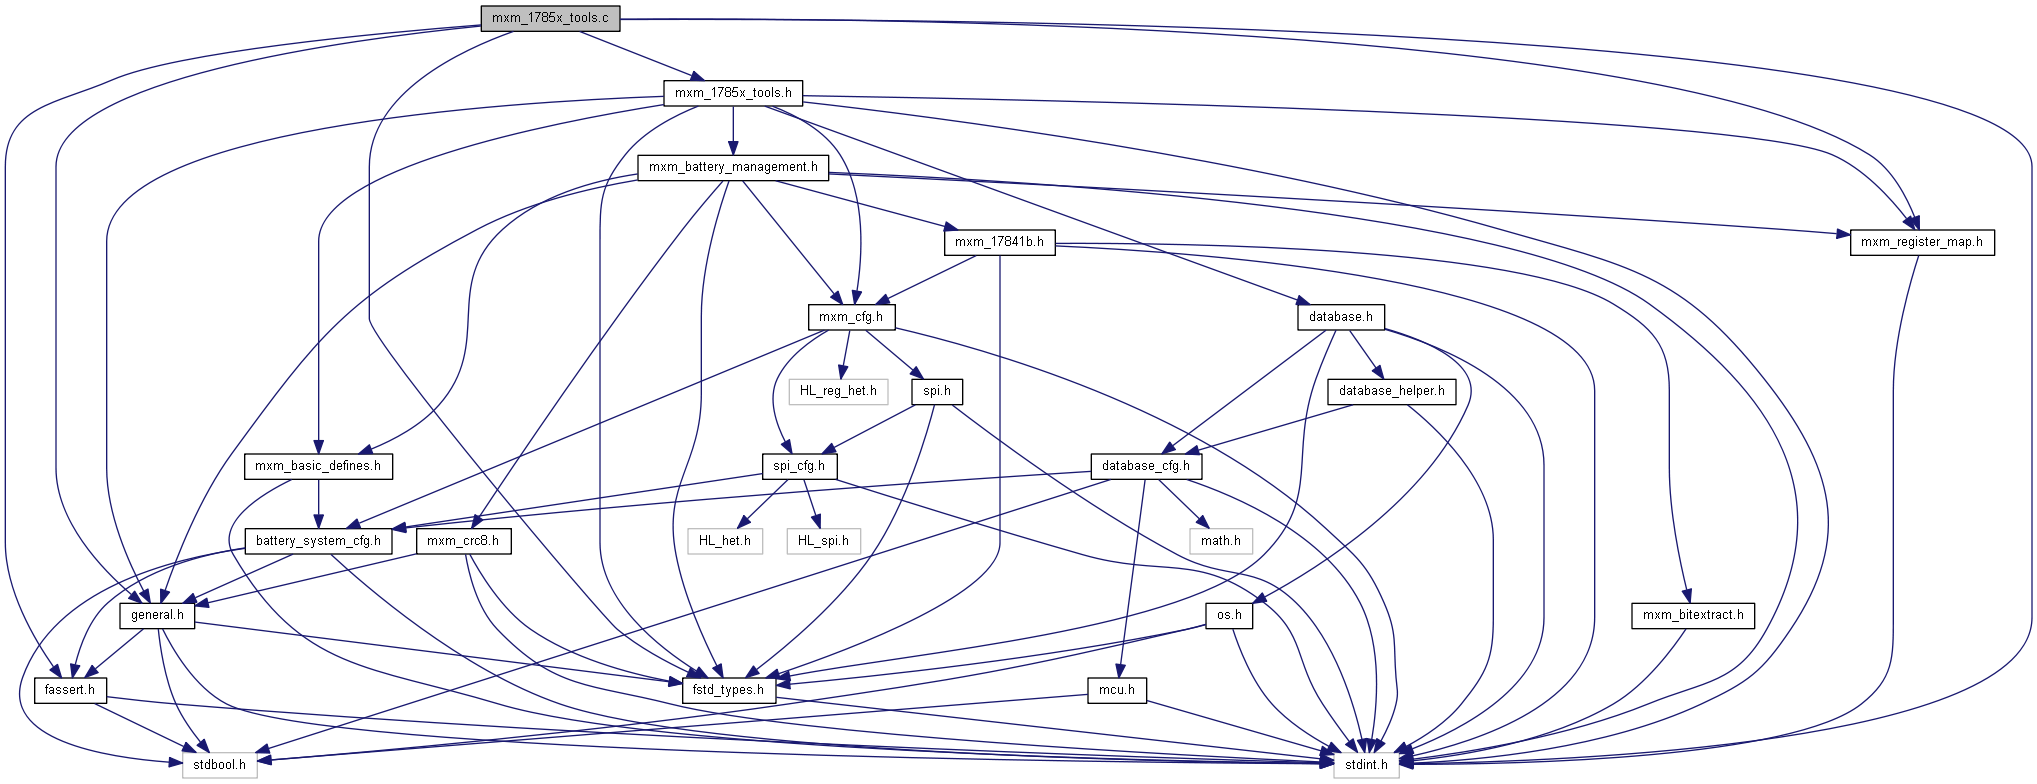 mxm_1785x_tools.c
mxm_1785x_tools.h
mxm_battery_management.h
mxm_17841b.h
mxm_register_map.h
mxm_cfg.h
database.h
HL_reg_het.h
spi.h
database_helper.h
mxm_basic_defines.h
spi_cfg.h
database_cfg.h
battery_system_cfg.h
mxm_crc8.h
HL_het.h
HL_spi.h
math.h
general.h
os.h
mxm_bitextract.h
fassert.h
fstd_types.h
mcu.h
stdbool.h
stdint.h